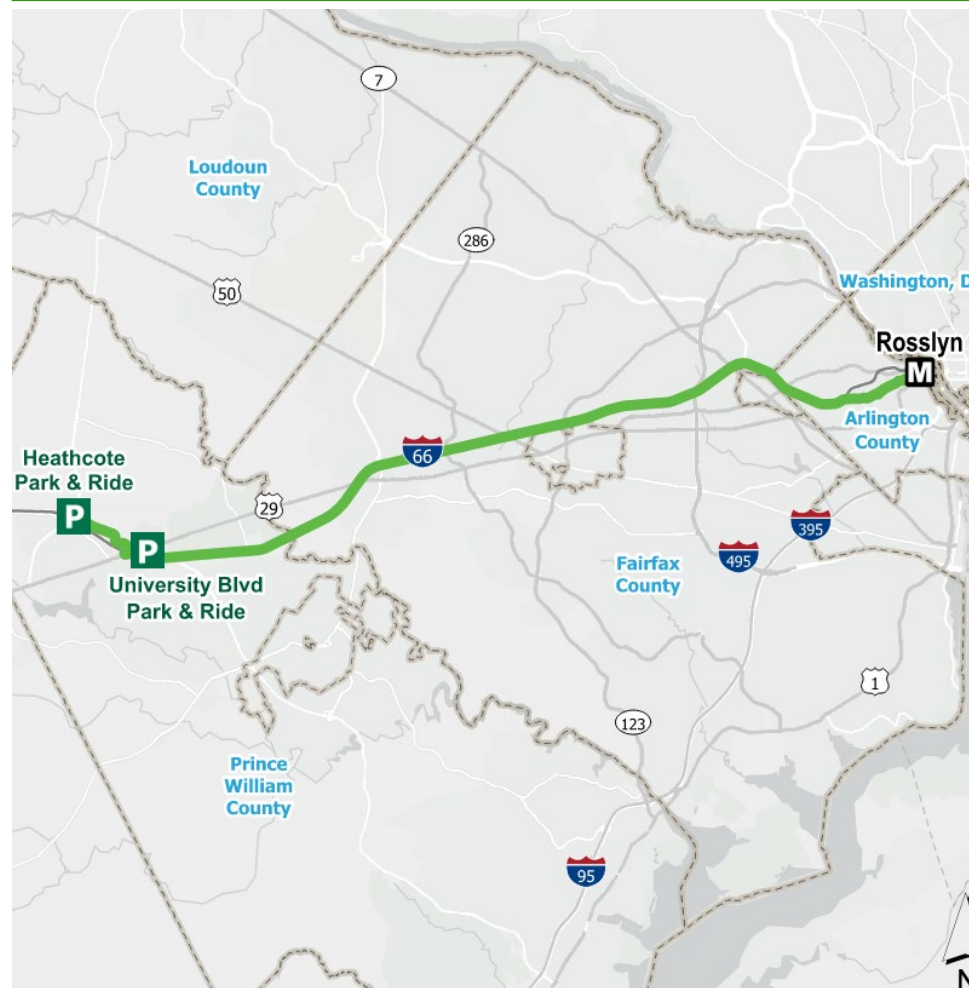 7
Loudoun
County
286
50
Washington, D
Rosslyn
M
Arlington
County
66
Heathcote
Park & Ride
P
29
P
University Blvd
Park & Ride
395
495
Fairfax
County
1
123
Prince
William
County
95
N